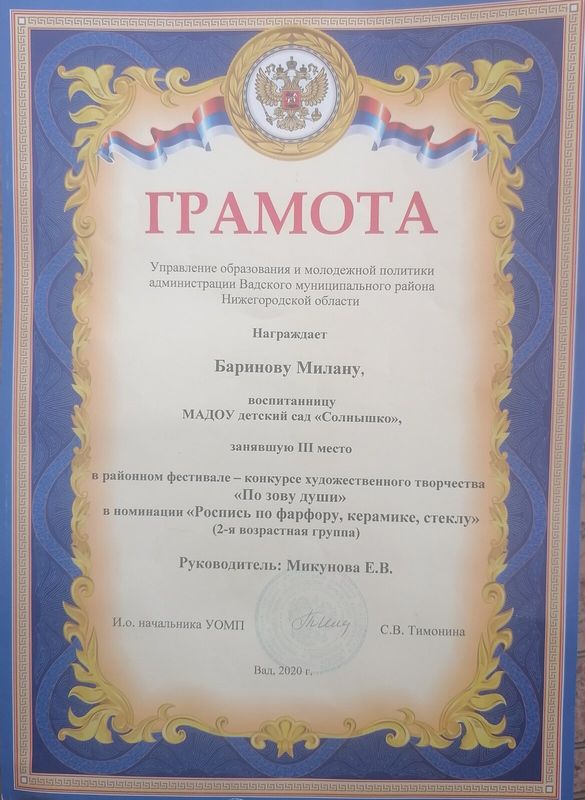 ГРАМОТА
Управление образования и молодежной политики
администрации Вадского муниципального района
Нижегородской области
Награждает
Баринову Милану,
воспитанницу
МАДОУ детский сад «Солнышко»,
занявшую III место
в районном фестивале – конкурсе художественного творчества
«По зову души»
в номинации «Роспись по фарфору, керамике, стеклу»
(2-я возрастная группа)
Руководитель: Микунова Е.В.
И.о. начальника УОМП
С.В. Тимонина
Вад, 2020 г.